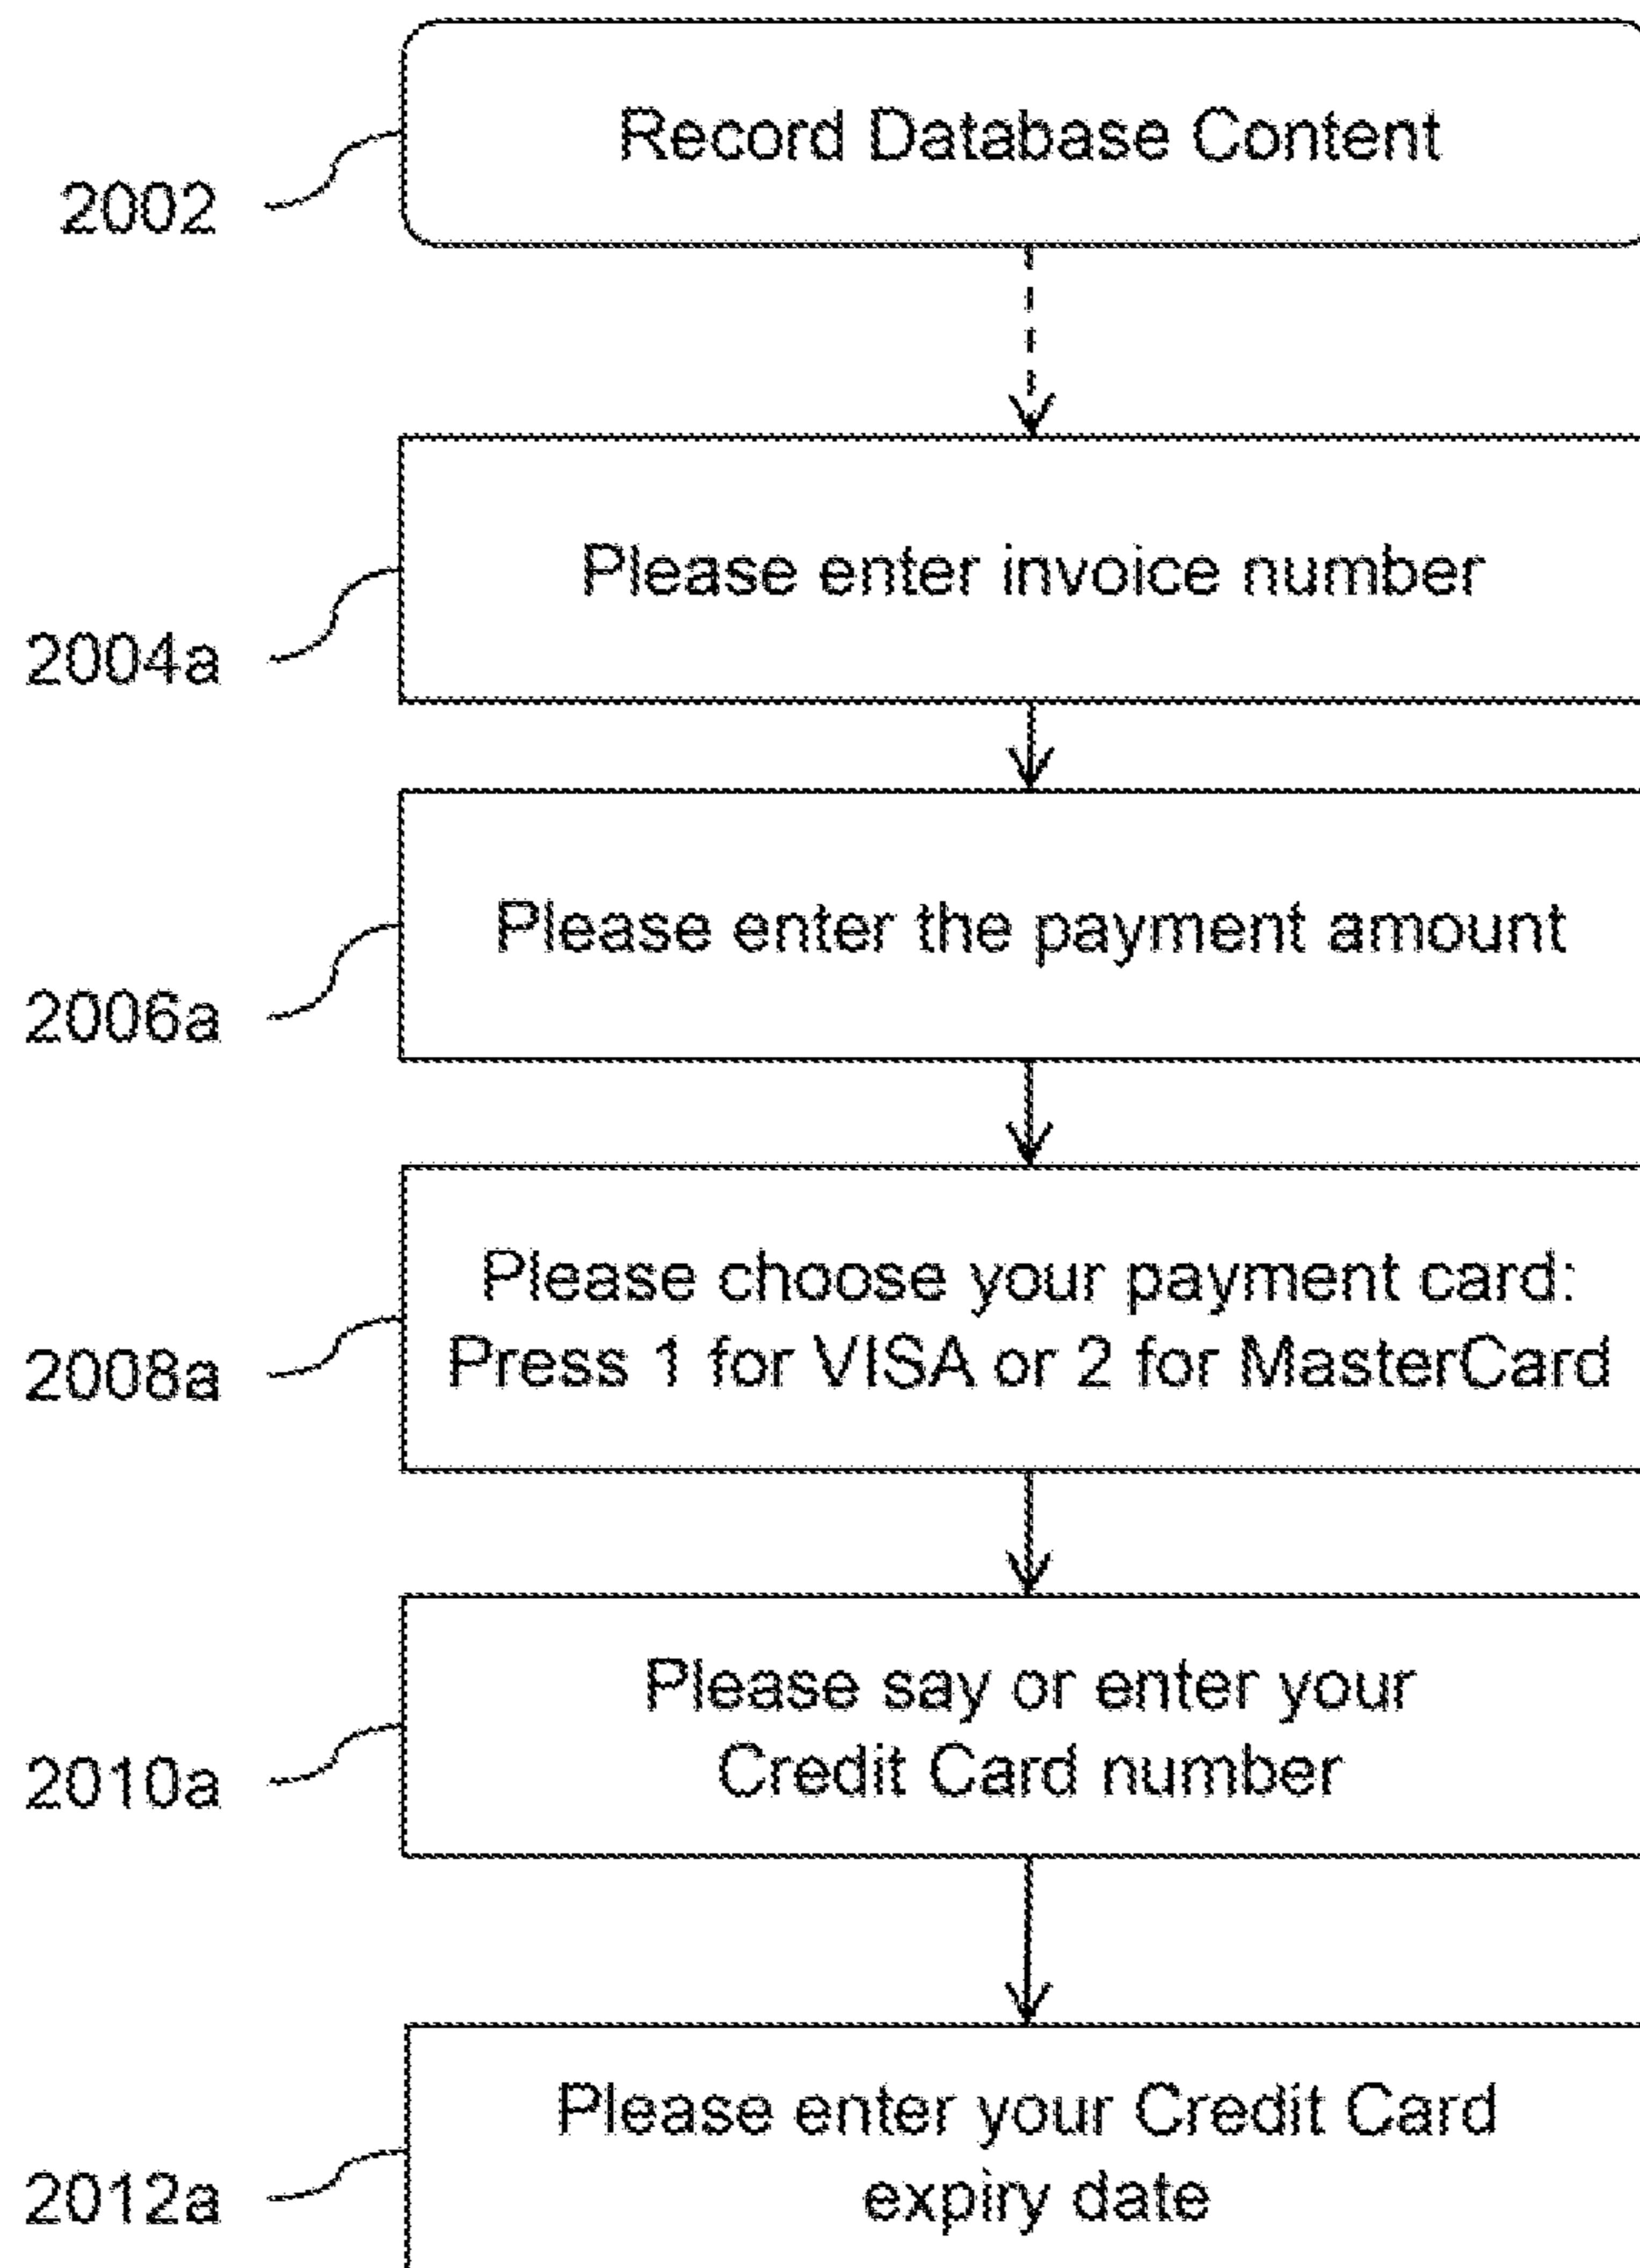 Record Database Content
2002
Please enter invoice number
2004a
Please enter the payment amount
2006a
Please choose your payment card:
Press 1 for VISA or 2 for MasterCard
2008a
Please say or enter your
Credit Card number
2010a
Please enter your Credit Card
expiry date
2012a